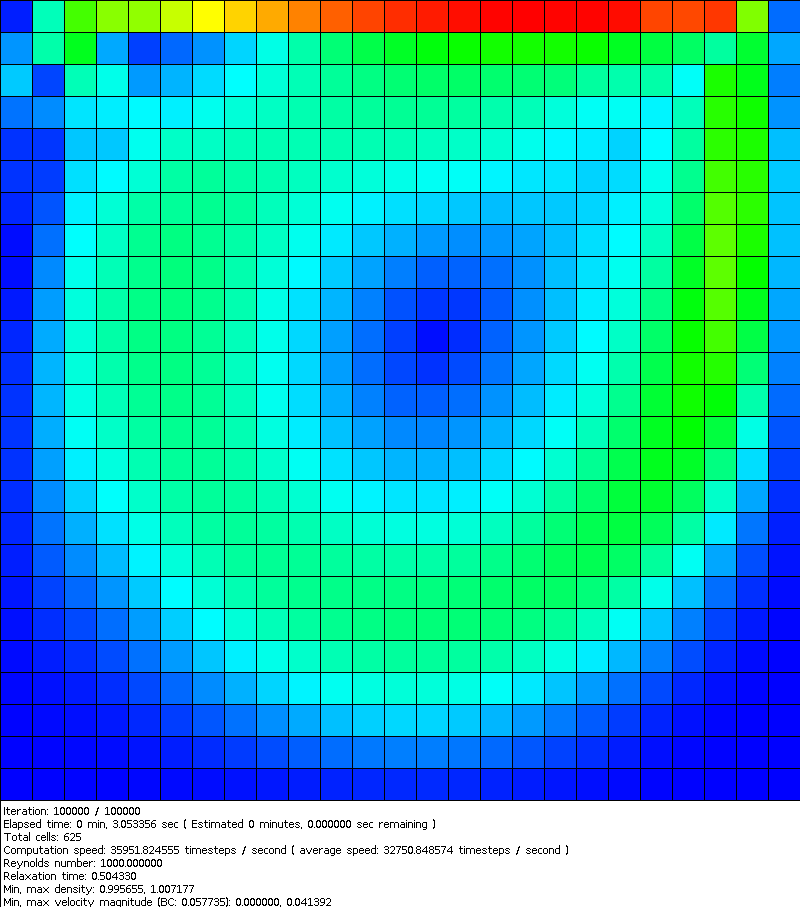 Iteration: 100000 / 100000
Elapsed time: 0 min, 3.053356 sec ( Estimated 0 minutes, 0.000000 sec remaining )
Total cells: 625
Computation speed: 35951.824555 timesteps / second ( average speed: 32750.848574 timesteps / second )
Reynolds number: 1000.000000
Relaxation time: 0.504330
Min, max density: 0.995655, 1.007177
Min, max velocity magnitude (BC: 0.057735): 0.000000, 0.041392